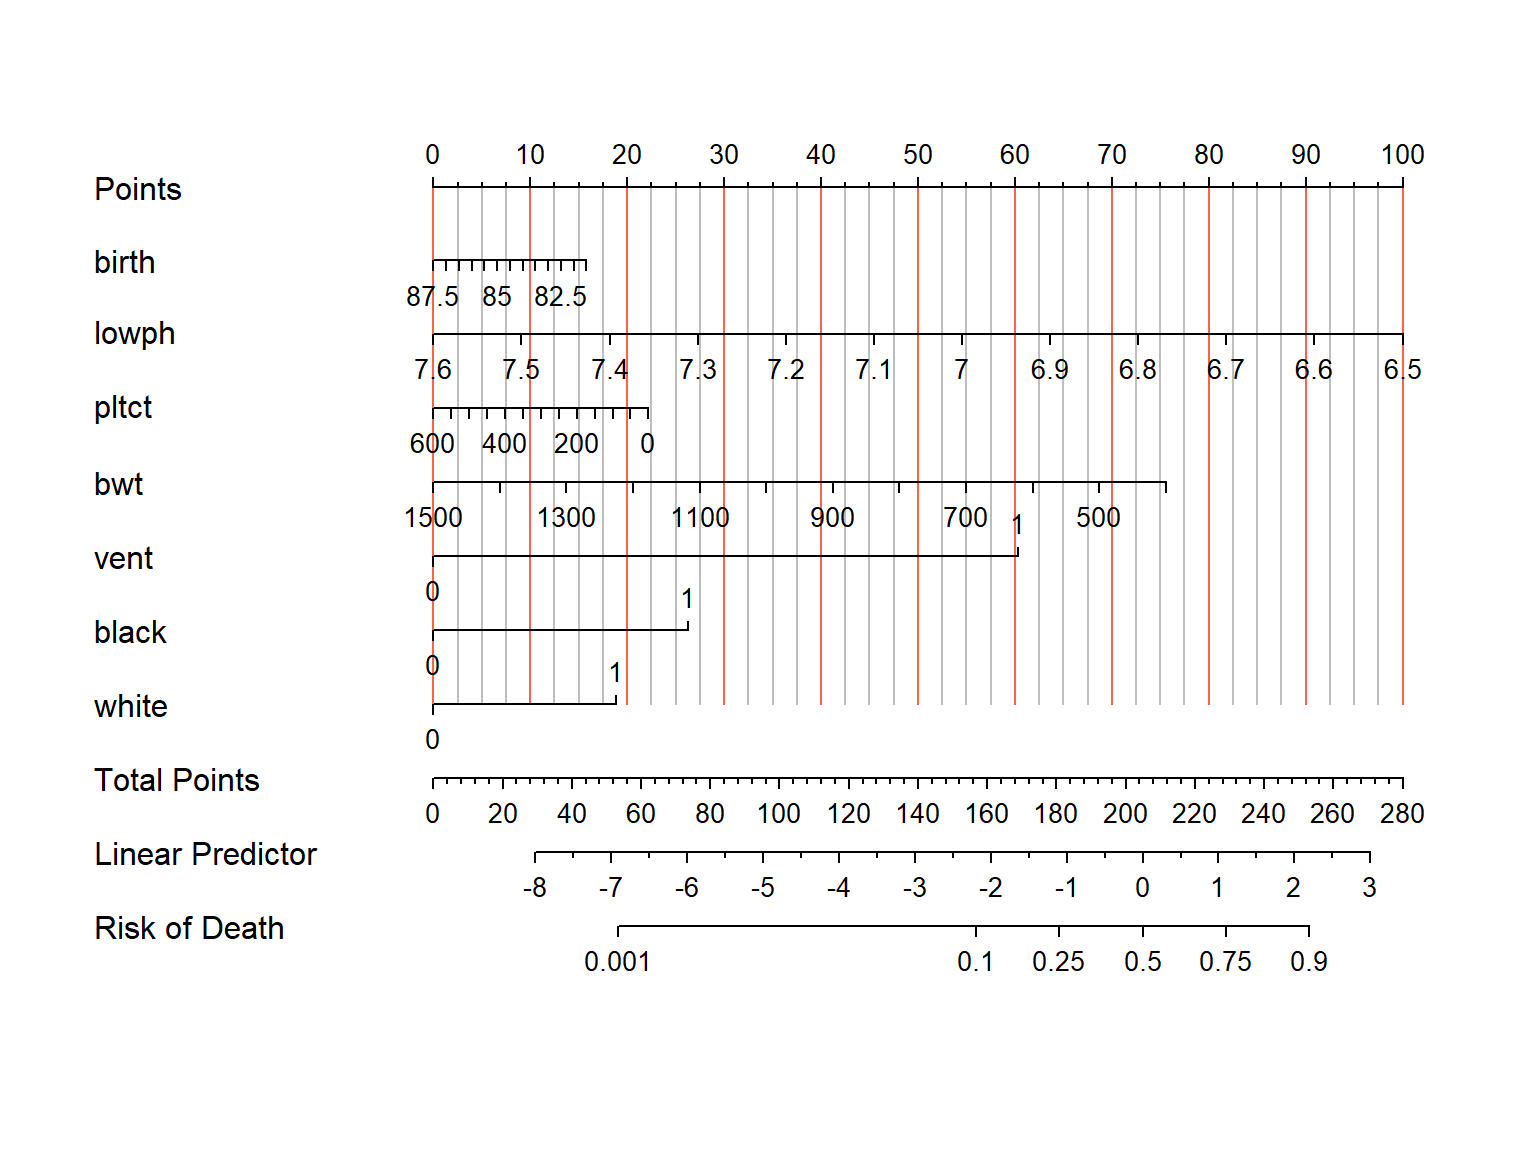 0 10 20 30 40 50 60 70 80 90 100
Points
birth
87.5 85 82.5
lowph
7.6 7.5 7.4 7.3 7.2 7.1 7 6.9 6.8 6.7 6.6 6.5
pltct
600 400 200 0
bwt
1500 1300 1100 900 700 500
1
vent
0
1
black
0
1
white
0
Total Points
0 20 40 60 80 100 120 140 160 180 200 220 240 260 280
Linear Predictor
-8 -7 -6 -5 -4 -3 -2 -1 0 1 2 3
Risk of Death
0.001 0.1 0.25 0.5 0.75 0.9